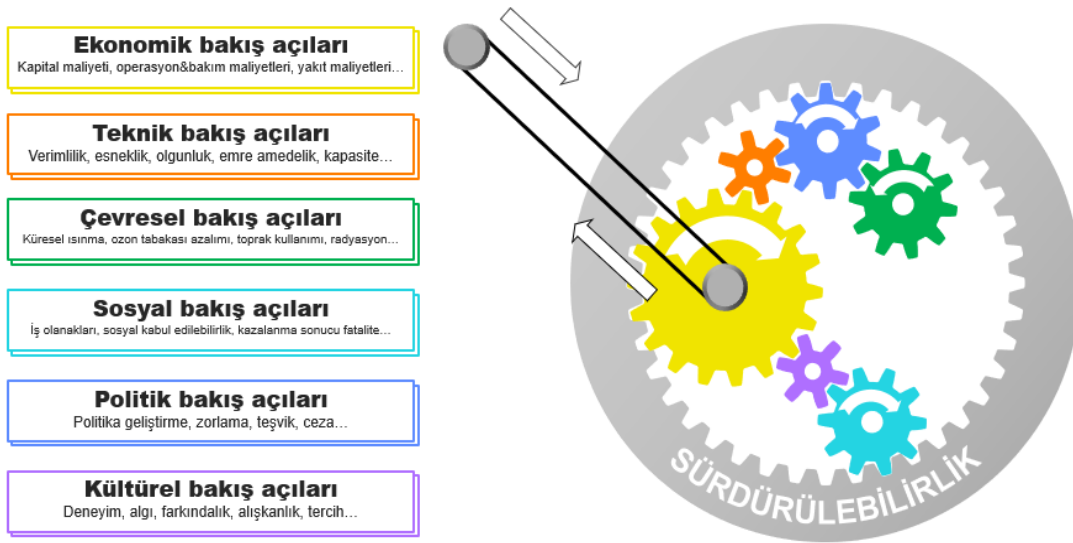 Ekonomik bakış açıları
Kapital maliyeti, operasyon&bakım maliyetleri, yakıt maliyetleri…
Teknik bakış açıları
Verimlilik, esneklik, olgunluk, emre amedelik, kapasite…
Çevresel bakış açıları
Küresel ısınma, ozon tabakası azalımı, toprak kullanımı, radyasyon…
Sosyal bakış açıları
İş olanakları, sosyal kabul edilebilirlik, kazalanma sonucu fatalite…
Politik bakış açıları
Politika geliştirme, zorlama, teşvik, ceza…
Kültürel bakış açıları
Deneyim, algı, farkındalık, alışkanlık, tercih…
SÜRDÜRÜLEBİLİRLİK